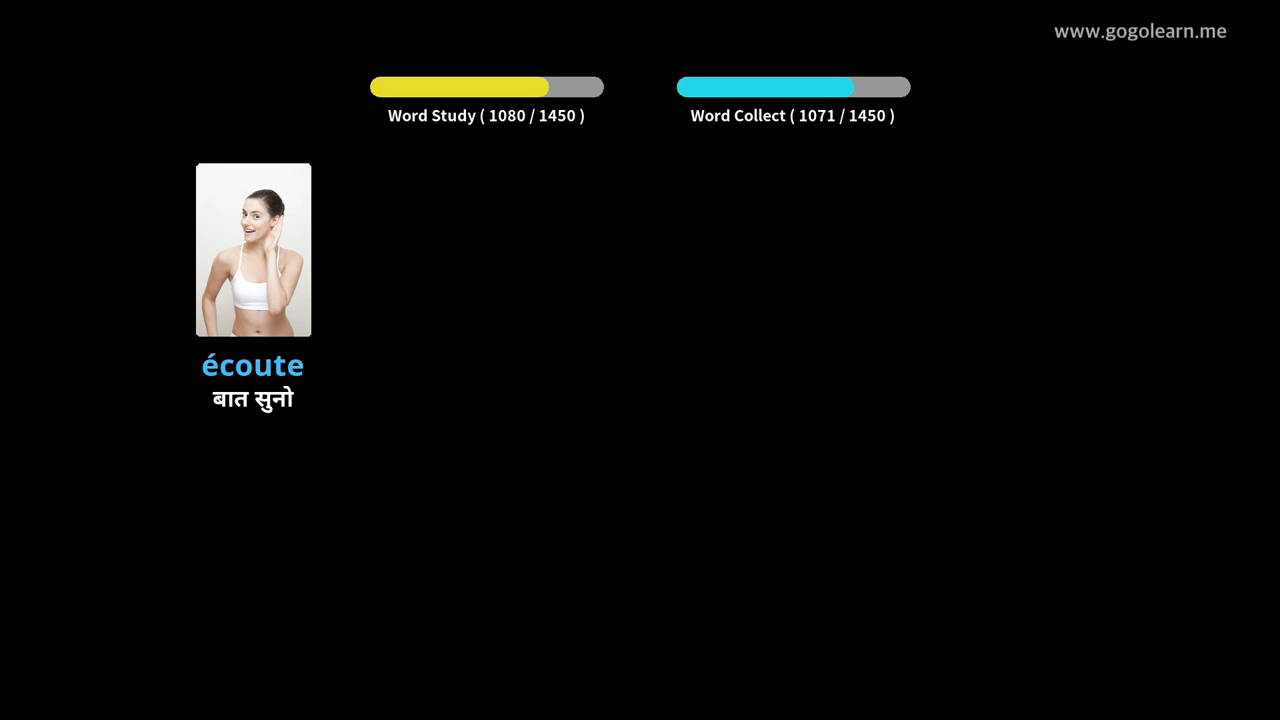 www.gogolearn.me
Word Study ( 1080 / 1450 )
Word Collect ( 1071 / 1450 )
écoute
बात सुनो